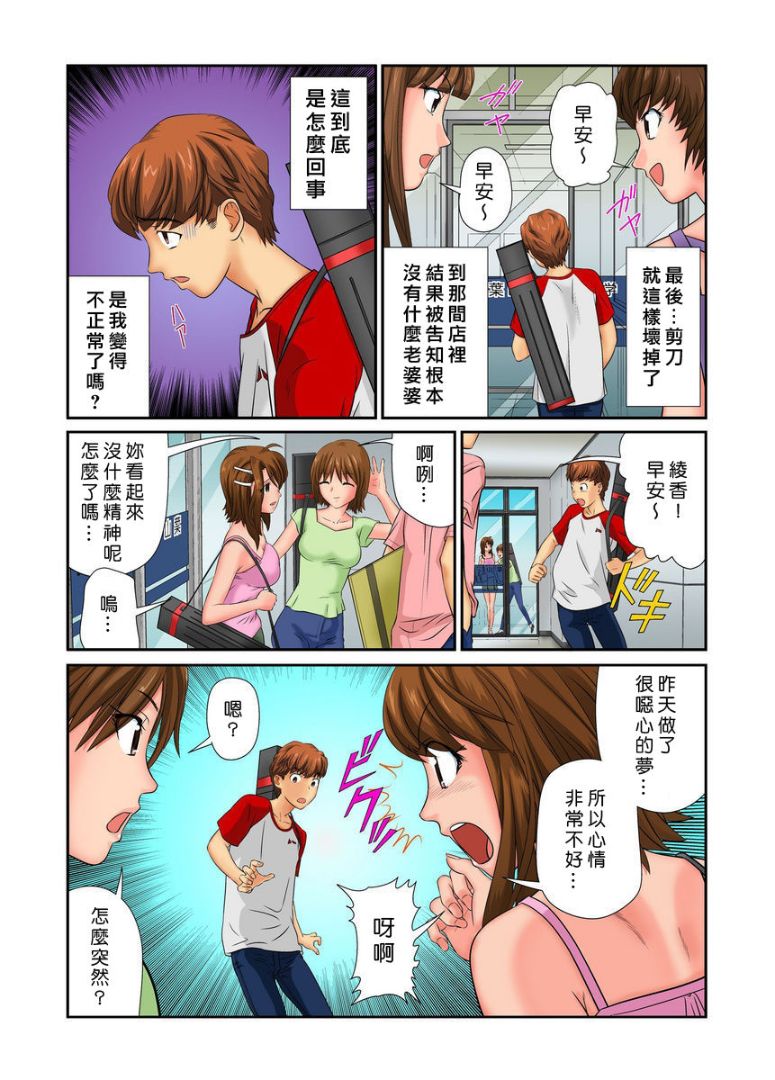 早安～
早安～
ガヤ
ガヤ
最後…剪刀
就這樣壞掉了
到那間店裡
結果被告知根本
沒有什麼老婆婆
葉
学
這到底
是怎麼回事
ハァ
是我變得
不正常了嗎？
綾香！
早安～
ドキ
啊咧…
妳看起來
沒什麼精神呢
怎麼了嗎…
嗚…
昨天做了
很噁心的夢…
所以心情
非常不好…
ビクッ
嗯？
呀啊
怎麼突然？